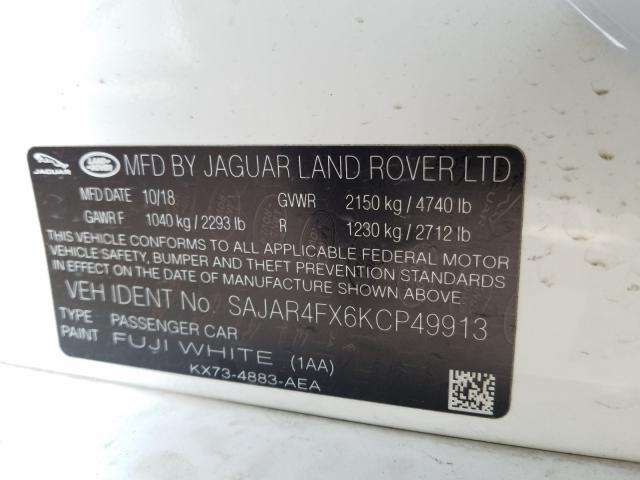 JAGUAR LAND ROVER MFD BY JAGUAR LAND ROVER LTD
MFD DATE 10/18 GVWR 2150 kg / 4740 lb
GAWR F 1040 kg / 2293 lb R 1230 kg / 2712 lb
THIS VEHICLE CONFORMS TO ALL APPLICABLE FEDERAL MOTOR
VEHICLE SAFETY, BUMPER AND THEFT PREVENTION STANDARDS
IN EFFECT ON THE DATE OF MANUFACTURE SHOWN ABOVE.
VEH IDENT No. SAJAR4FX6KCP49913
TYPE PASSENGER CAR
PAINT FUJI WHITE (1AA)
KX73-4883-AEA